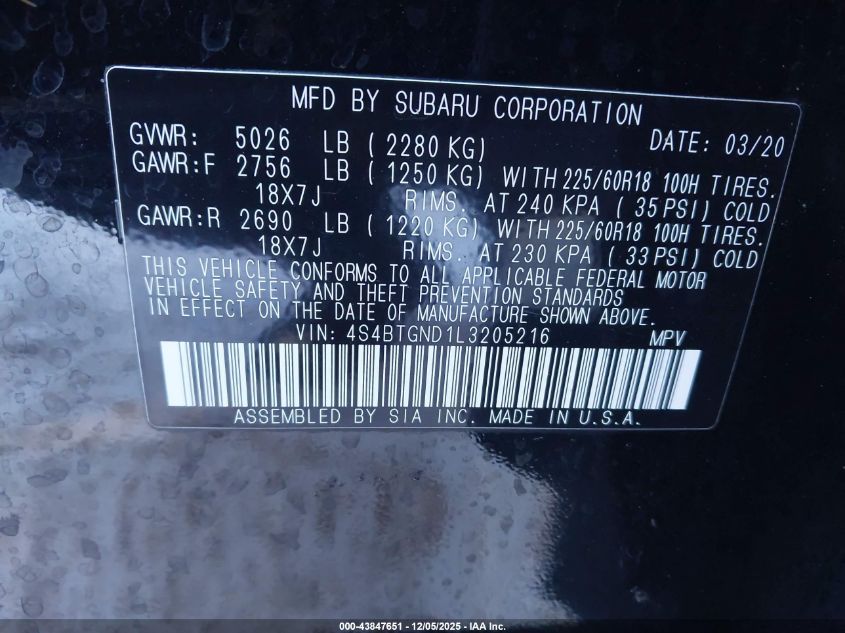 MFD BY SUBARU CORPORATION
GVWR: 5026 LB ( 2280 KG) DATE: 03/20
GAWR:F 2756 LB ( 1250 KG) WITH 225/60R18 100H TIRES.
18X7J RIMS. AT 240 KPA ( 35 PSI) COLD
GAWR:R 2690 LB ( 1220 KG) WITH 225/60R18 100H TIRES.
18X7J RIMS. AT 230 KPA ( 33 PSI) COLD
THIS VEHICLE CONFORMS TO ALL APPLICABLE FEDERAL MOTOR
VEHICLE SAFETY AND THEFT PREVENTION STANDARDS
IN EFFECT ON THE DATE OF MANUFACTURE SHOWN ABOVE.
VIN: 4S4BTGND1L3205216 MPV
ASSEMBLED BY SIA INC. MADE IN U.S.A.
000-43847651 - 12/05/2025 - IAA Inc.